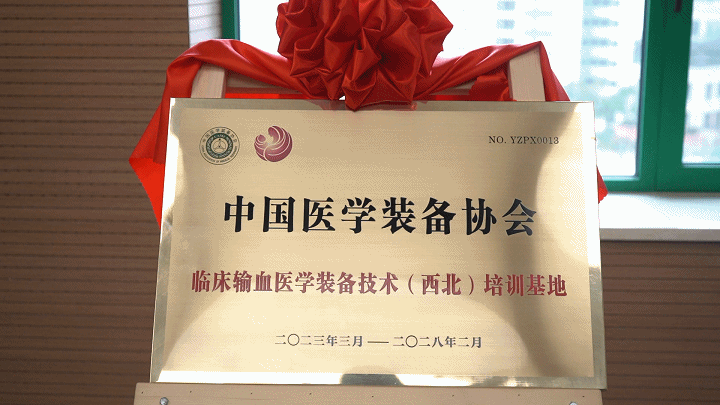 NO. YZPX0013
中国医学装备协会
临床输血医学装备技术（西北）培训基地
二〇二三年三月——二〇二八年二月